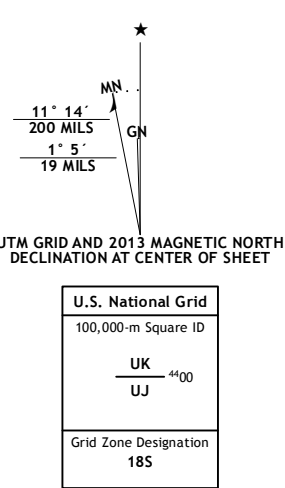 ★
MN
11° 14´
200 MILS
GN
1° 5´
19 MILS
UTM GRID AND 2013 MAGNETIC NORTH
DECLINATION AT CENTER OF SHEET
U.S. National Grid
100,000-m Square ID
UK
4400
UJ
Grid Zone Designation
18S